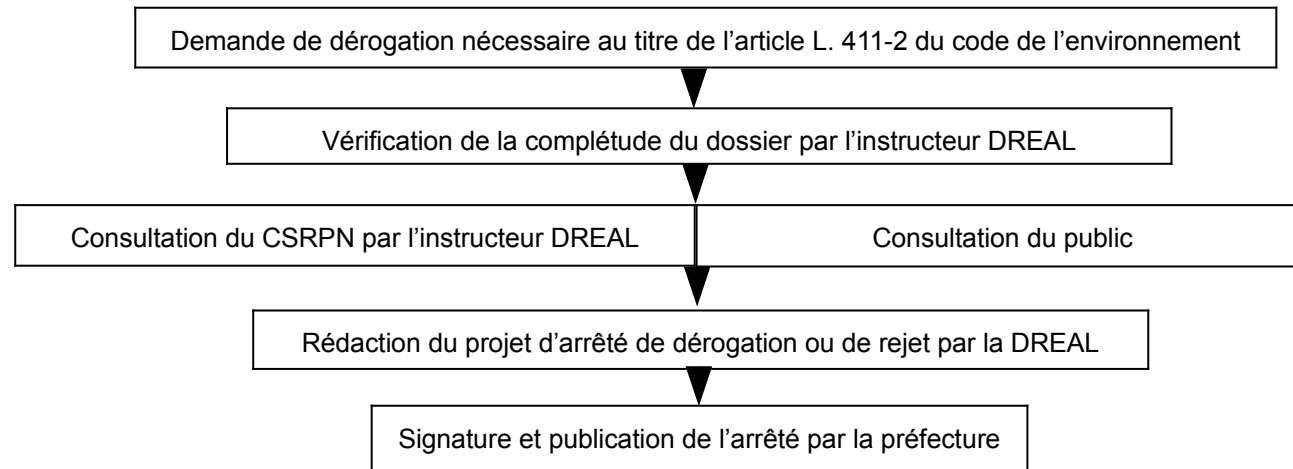 Demande de dérogation nécessaire au titre de l’article L. 411-2 du code de l’environnement
Vérification de la complétude du dossier par l’instructeur DREAL
Consultation du CSRPN par l’instructeur DREAL
Consultation du public
Rédaction du projet d’arrêté de dérogation ou de rejet par la DREAL
Signature et publication de l’arrêté par la préfecture